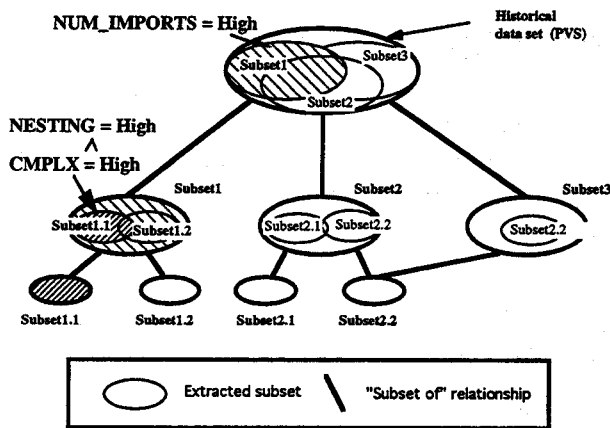 NUM_IMPORTS = High
Historical
data set (PVS)
Subset1
Subset3
Subset2
NESTING = High
^
CMPLX = High
Subset1
Subset2
Subset3
Subset1.1
Subset1.2
Subset2.1
Subset2.2
Subset2.2
Subset1.1
Subset1.2
Subset2.1
Subset2.2
Extracted subset
"Subset of" relationship